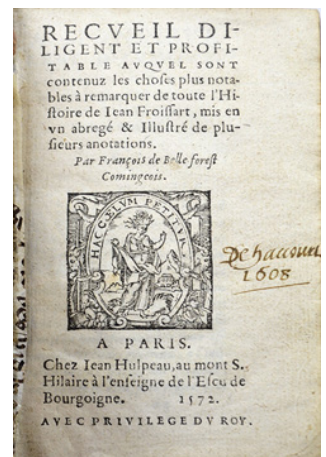 RECVEIL DI-
LIGENT ET PROFI-
TABLE AVQVEL SONT
contenuz les choſes plus nota-
bles à remarquer de toute l'Hi-
ſtoire de Iean Froiſſart, mis en
vn abregé & Illuſtré de plu-
ſieurs anotations.
Par François de Belle foreſt
Comingeois.
HAC CÆLVM PETITVR
De haccourt
1608
A PARIS.
Chez Iean Hulpeau, au mont S.
Hilaire à l'enſeigne de l'Eſcu de
Bourgoigne. 1572.
AVEC PRIVILEGE DV ROY.